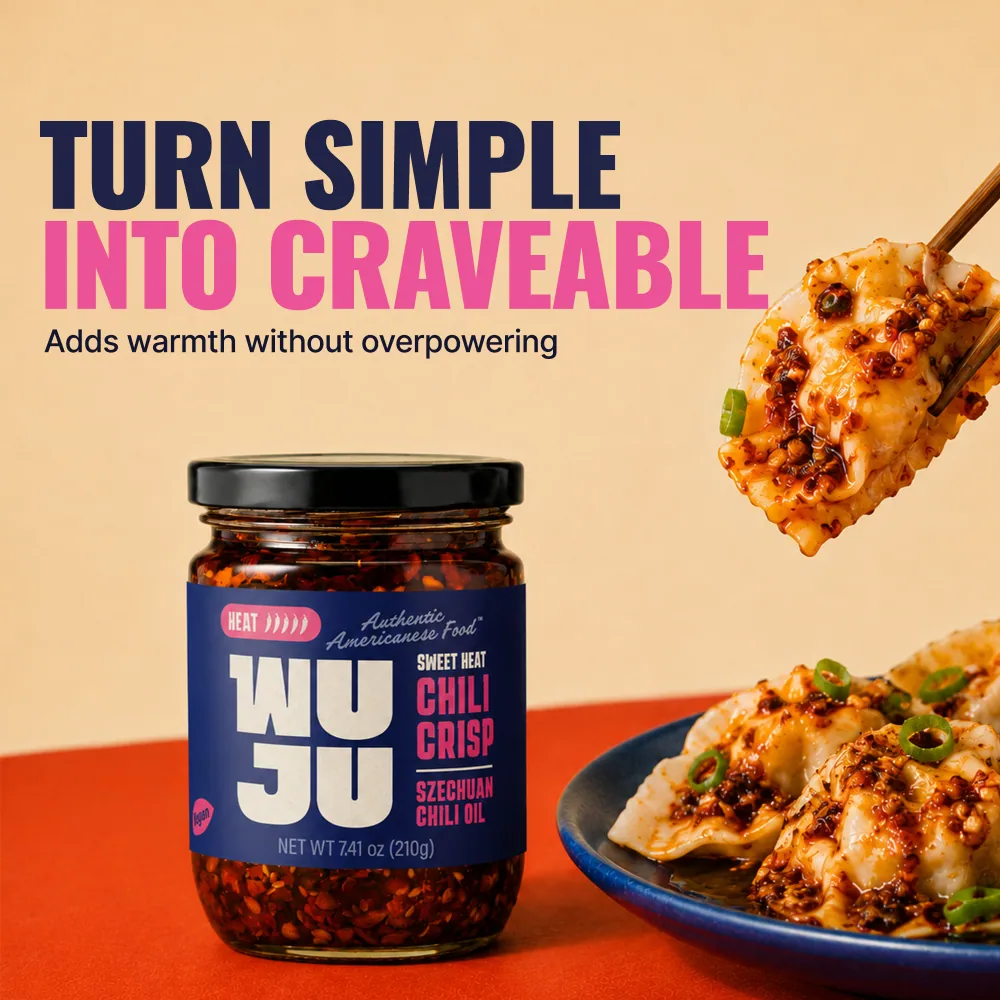 TURN SIMPLE
INTO CRAVEABLE
Adds warmth without overpowering
HEAT
Authentic
Americanese Food™
WU
JU
SWEET HEAT
CHILI
CRISP
SZECHUAN
CHILI OIL
Vegan
NET WT 7.41 oz (210g)